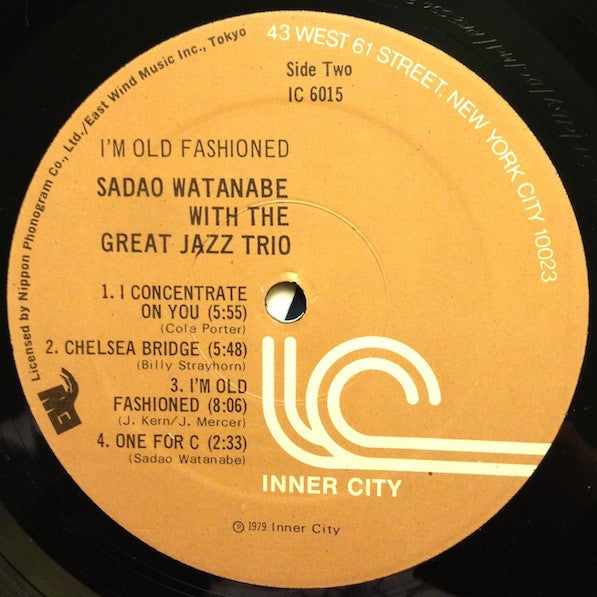 43 WEST 61 STREET, NEW YORK CITY 10023
Licensed by Nippon Phonogram Co., Ltd./East Wind Music Inc., Tokyo
Side Two
IC 6015
I'M OLD FASHIONED
SADAO WATANABE
WITH THE
GREAT JAZZ TRIO
1. I CONCENTRATE
ON YOU (5:55)
(Cole Porter)
2. CHELSEA BRIDGE (5:48)
(Billy Strayhorn)
3. I'M OLD
FASHIONED (8:06)
(J. Kern/J. Mercer)
4. ONE FOR C (2:33)
(Sadao Watanabe)
INNER CITY
℗ 1979 Inner City